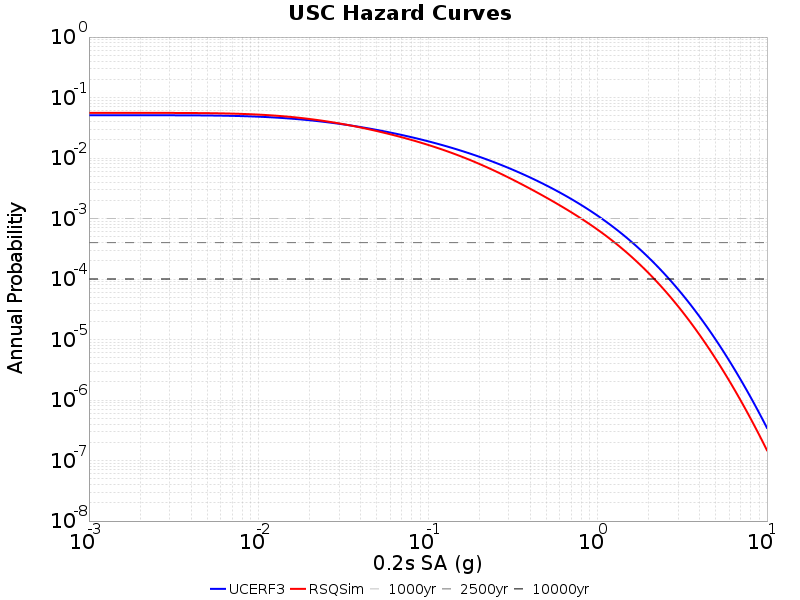 USC Hazard Curves
10^0
10^-1
10^-2
10^-3
10^-4
10^-5
10^-6
10^-7
10^-8
Annual Probabilitiy
10^-3 10^-2 10^-1 10^0 10^1
0.2s SA (g)
UCERF3 RSQSim 1000yr 2500yr 10000yr